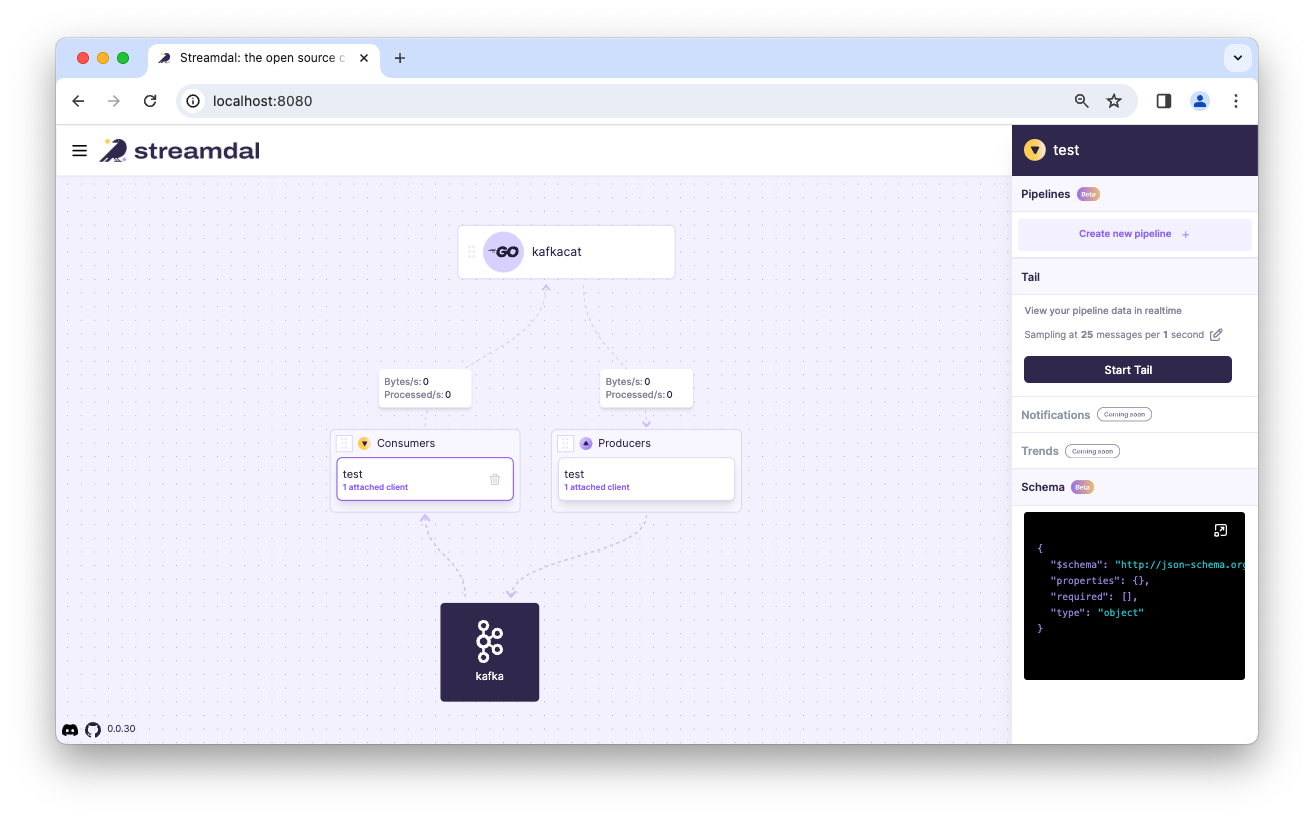 Streamdal: the open source c
localhost:8080
streamdal
GO
kafkacat
Bytes/s: 0
Processed/s: 0
Bytes/s: 0
Processed/s: 0
Consumers
test
1 attached client
Producers
test
1 attached client
kafka
0.0.30
test
Pipelines Beta
Create new pipeline +
Tail
View your pipeline data in realtime
Sampling at 25 messages per 1 second
Start Tail
Notifications Coming soon
Trends Coming soon
Schema Beta
{
"$schema": "http://json-schema.org
"properties": {},
"required": [],
"type": "object"
}